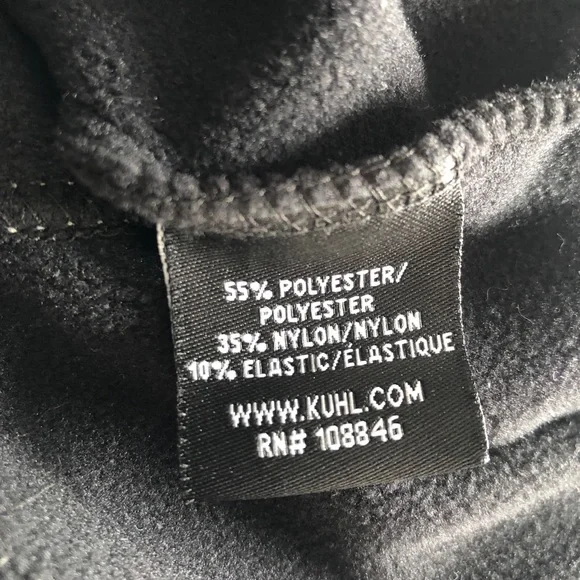 55% POLYESTER/
POLYESTER
35% NYLON/NYLON
10% ELASTIC/ÉLASTIQUE
WWW.KUHL.COM
RN# 108846